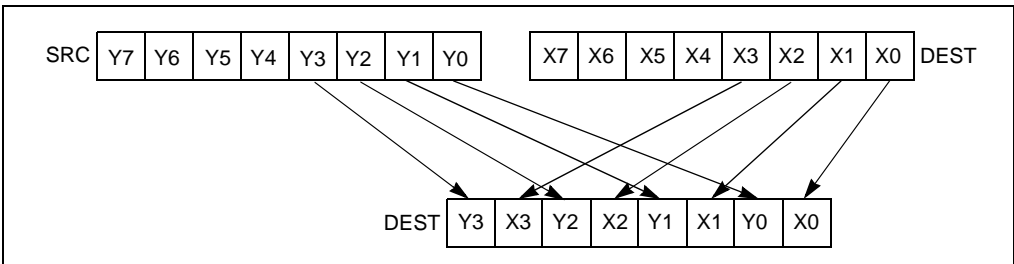 SRC Y7 Y6 Y5 Y4 Y3 Y2 Y1 Y0 X7 X6 X5 X4 X3 X2 X1 X0 DEST
DEST Y3 X3 Y2 X2 Y1 X1 Y0 X0